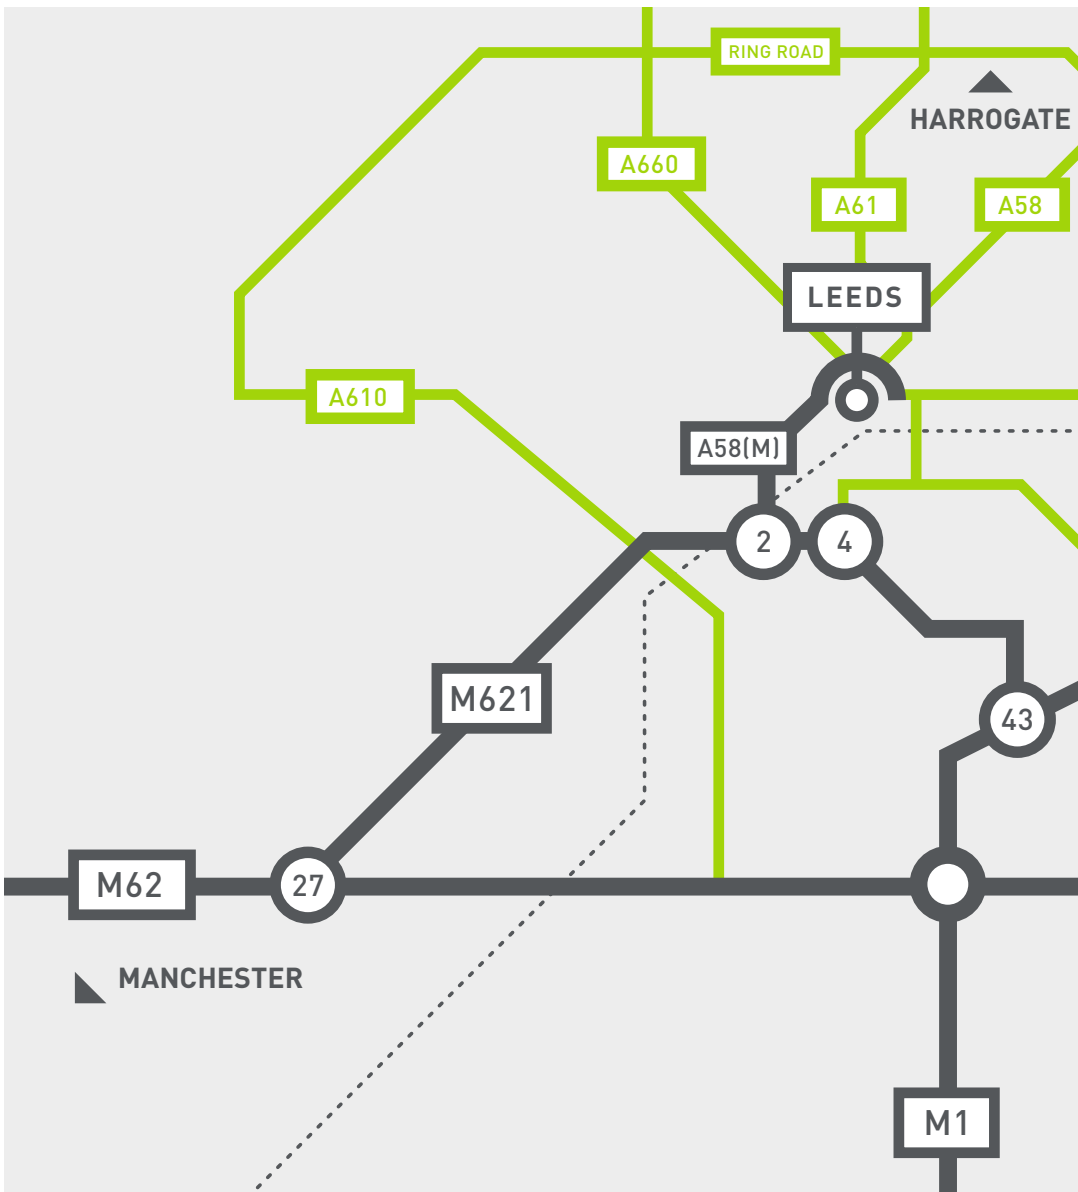 RING ROAD
HARROGATE
A660
A61
A58
LEEDS
A610
A58(M)
2
4
M621
43
M62
27
MANCHESTER
M1